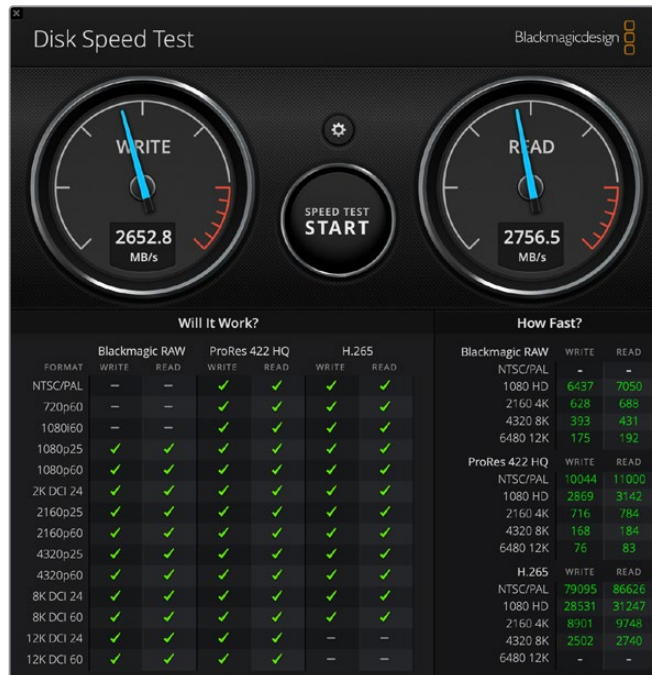 Disk Speed Test
Blackmagicdesign
WRITE
2652.8
MB/s
SPEED TEST
START
READ
2756.5
MB/s
Will It Work?
Blackmagic RAW ProRes 422 HQ H.265
FORMAT WRITE READ WRITE READ WRITE READ
NTSC/PAL – – ✓ ✓ ✓ ✓
720p60 – – ✓ ✓ ✓ ✓
1080i60 – – ✓ ✓ ✓ ✓
1080p25 ✓ ✓ ✓ ✓ ✓ ✓
1080p60 ✓ ✓ ✓ ✓ ✓ ✓
2K DCI 24 ✓ ✓ ✓ ✓ ✓ ✓
2160p25 ✓ ✓ ✓ ✓ ✓ ✓
2160p60 ✓ ✓ ✓ ✓ ✓ ✓
4320p25 ✓ ✓ ✓ ✓ ✓ ✓
4320p60 ✓ ✓ ✓ ✓ ✓ ✓
8K DCI 24 ✓ ✓ ✓ ✓ ✓ ✓
8K DCI 60 ✓ ✓ ✓ ✓ ✓ ✓
12K DCI 24 ✓ ✓ ✓ ✓ – –
12K DCI 60 ✓ ✓ ✓ ✓ – –
How Fast?
Blackmagic RAW WRITE READ
NTSC/PAL - -
1080 HD 6437 7050
2160 4K 628 688
4320 8K 393 431
6480 12K 175 192
ProRes 422 HQ WRITE READ
NTSC/PAL 10044 11000
1080 HD 2869 3142
2160 4K 716 784
4320 8K 168 184
6480 12K 76 83
H.265 WRITE READ
NTSC/PAL 79095 86626
1080 HD 28531 31247
2160 4K 8901 9748
4320 8K 2502 2740
6480 12K - -